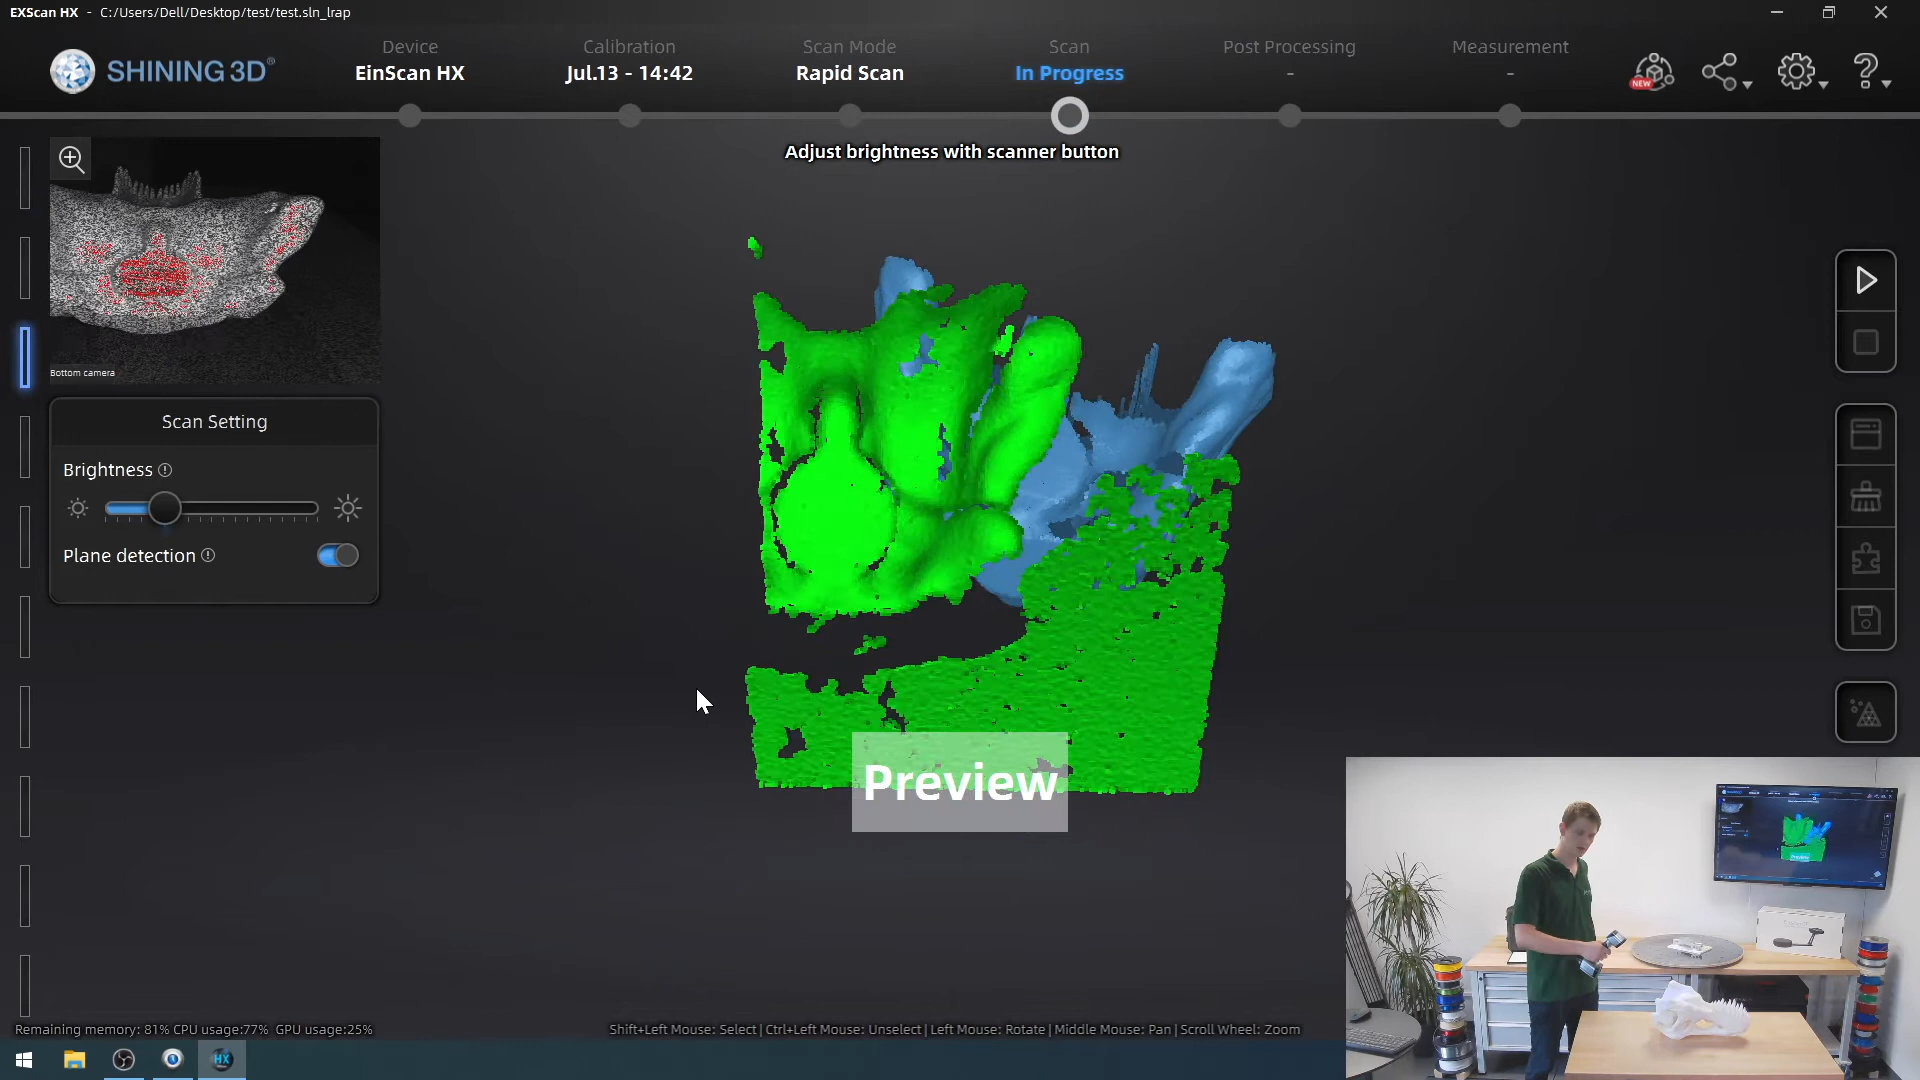 EXScan HX - C:/Users/Dell/Desktop/test/test.sln_lrap
SHINING 3D®
Device
EinScan HX
Calibration
Jul.13 - 14:42
Scan Mode
Rapid Scan
Scan
In Progress
Post Processing
-
Measurement
-
NEW
Adjust brightness with scanner button
Bottom camera
Scan Setting
Brightness
Plane detection
Preview
Remaining memory: 81% CPU usage:77% GPU usage:25%
Shift+Left Mouse: Select | Ctrl+Left Mouse: Unselect | Left Mouse: Rotate | Middle Mouse: Pan | Scroll Wheel: Zoom
HX